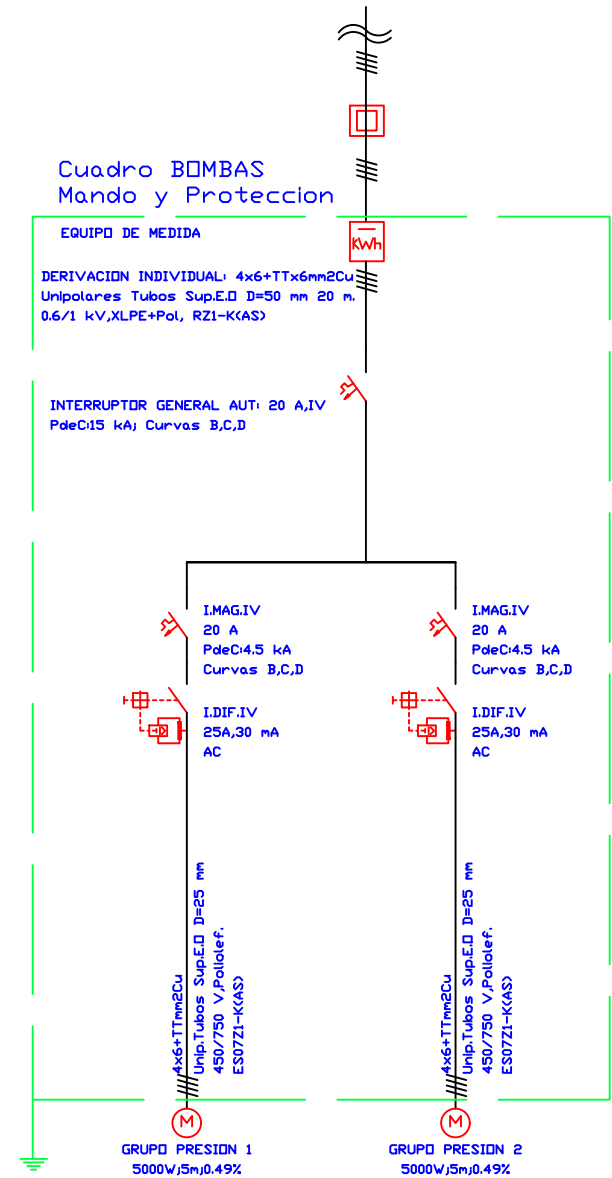 Cuadro BOMBAS
Mando y Proteccion
EQUIPO DE MEDIDA
KWh
DERIVACION INDIVIDUAL: 4x6+TTx6mm2Cu
Unipolares Tubos Sup.E.O D=50 mm 20 m.
0.6/1 kV,XLPE+Pol, RZ1-K(AS)
INTERRUPTOR GENERAL AUT: 20 A,IV
PdeC:15 kA; Curvas B,C,D
I.MAG.IV
20 A
PdeC:4.5 kA
Curvas B,C,D
I.DIF.IV
25A,30 mA
AC
I.MAG.IV
20 A
PdeC:4.5 kA
Curvas B,C,D
I.DIF.IV
25A,30 mA
AC
4x6+TTmm2Cu
Unip.Tubos Sup.E.O D=25 mm
450/750 V,Poliolef.
ES07Z1-K(AS)
4x6+TTmm2Cu
Unip.Tubos Sup.E.O D=25 mm
450/750 V,Poliolef.
ES07Z1-K(AS)
M
M
GRUPO PRESION 1
5000W;5m;0.49%
GRUPO PRESION 2
5000W;5m;0.49%